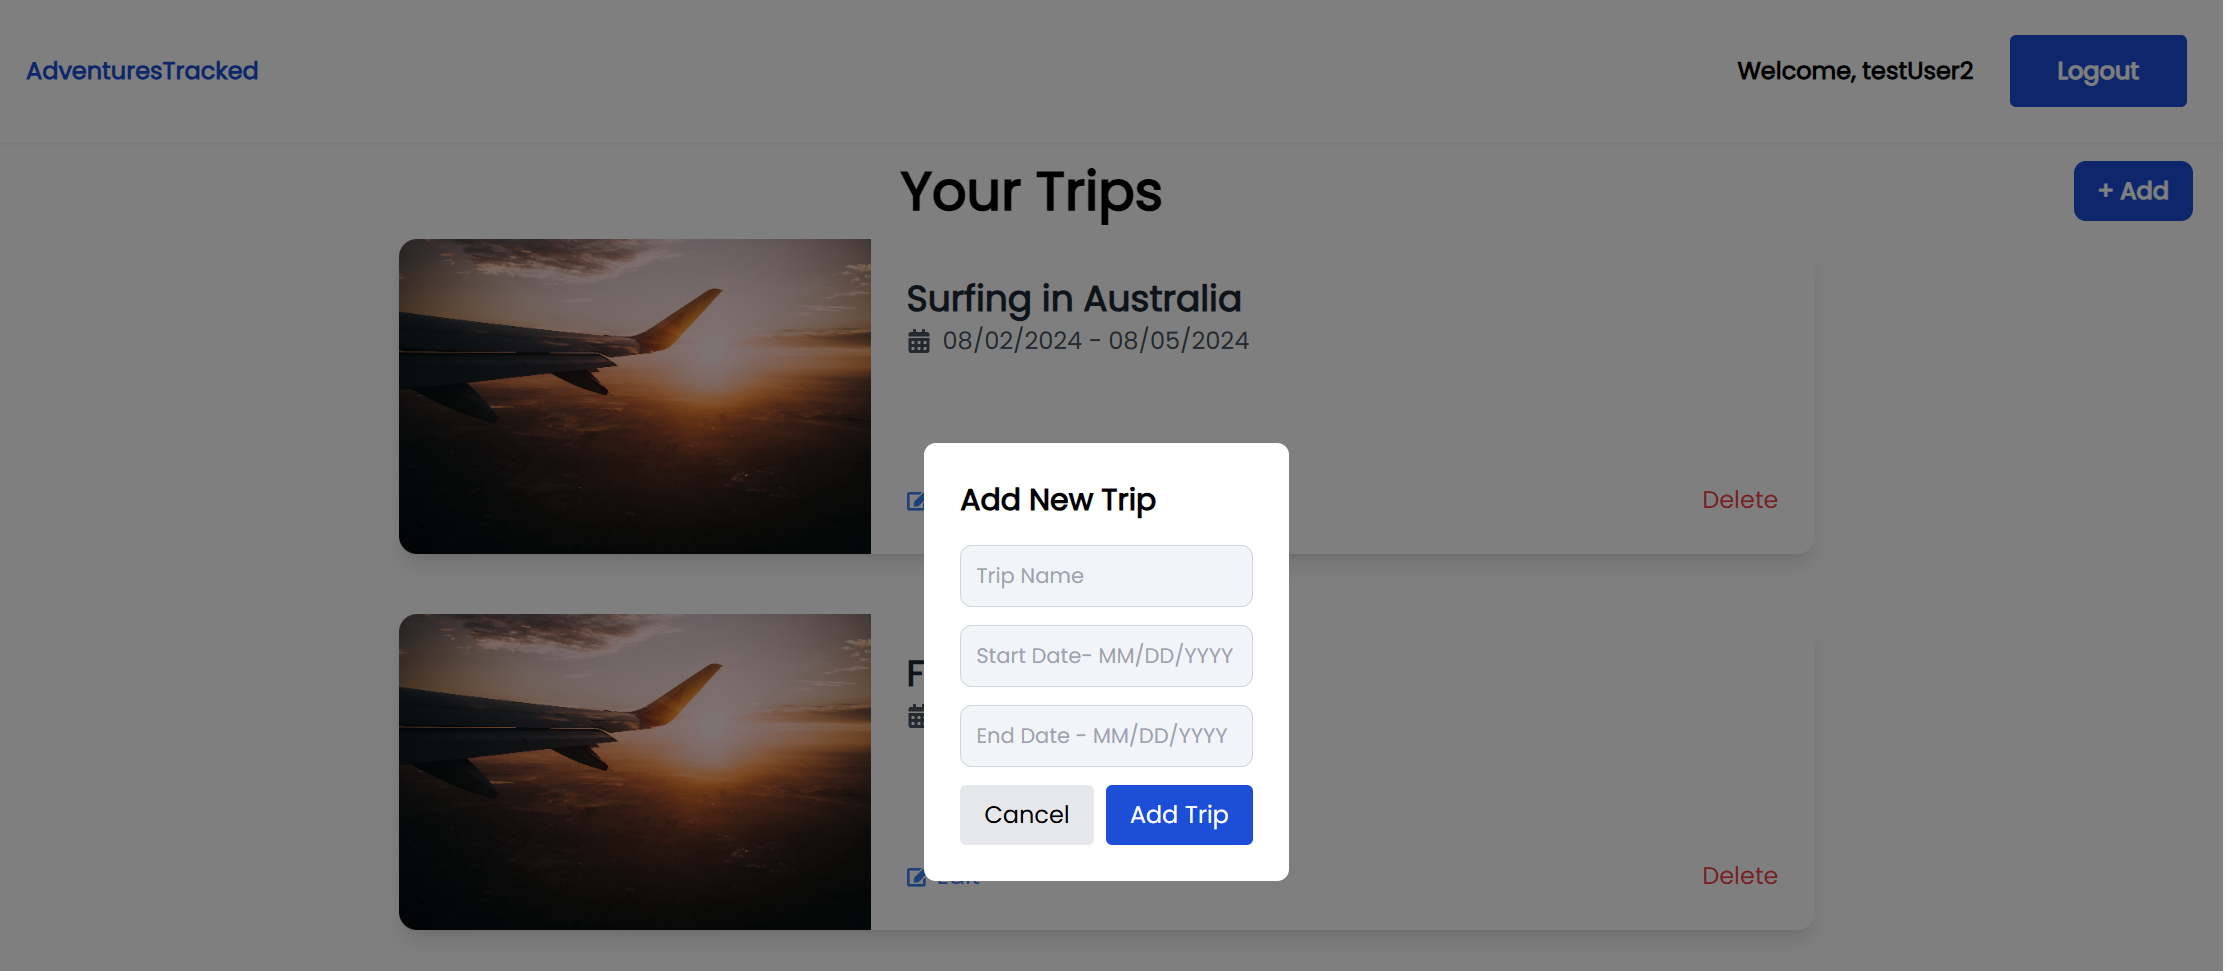 AdventuresTracked
Welcome, testUser2
Logout
Your Trips
+ Add
Surfing in Australia
08/02/2024 - 08/05/2024
Delete
Add New Trip
Trip Name
Start Date- MM/DD/YYYY
End Date - MM/DD/YYYY
Cancel
Add Trip
F
Edit
Delete